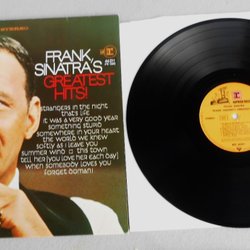 FRANK
SINATRA'S
GREATEST
HITS!
strangers in the night
that's life
it was a very good year
something stupid
somewhere in your heart
the world we knew
softly as i leave you
summer wind this town
tell her [you love her each day]
when somebody loves you
forget domani